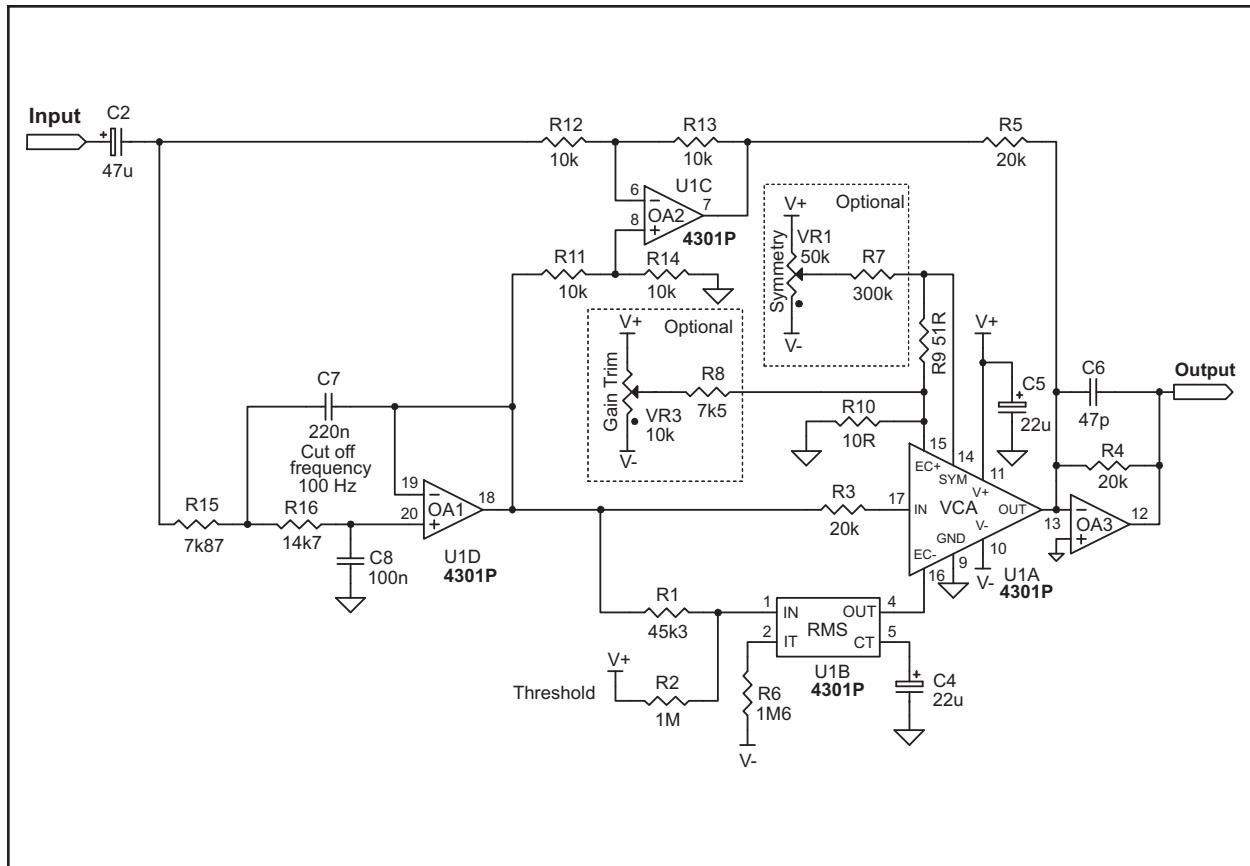 Input
C2
+
47u
R12
10k
R13
10k
R5
20k
U1C
6
−
OA2
7
8
+
4301P
R11
10k
R14
10k
Optional
V+
Symmetry
VR1
50k
R7
300k
V-
R9 51R
Optional
V+
Gain Trim
VR3
10k
R8
7k5
V-
R10
10R
V+
C5
+
22u
C6
47p
Output
R4
20k
C7
220n
Cut off
frequency
100 Hz
R15
7k87
R16
14k7
19
−
OA1
18
20
+
C8
100n
U1D
4301P
R3
20k
15
EC+
14
SYM
11
V+
17
IN
VCA
OUT
13
V-
10
V-
GND
9
EC-
16
U1A
4301P
−
OA3
12
+
R1
45k3
V+
Threshold
R2
1M
1
IN
OUT
4
RMS
2
IT
CT
5
U1B
4301P
R6
1M6
V-
+
C4
22u